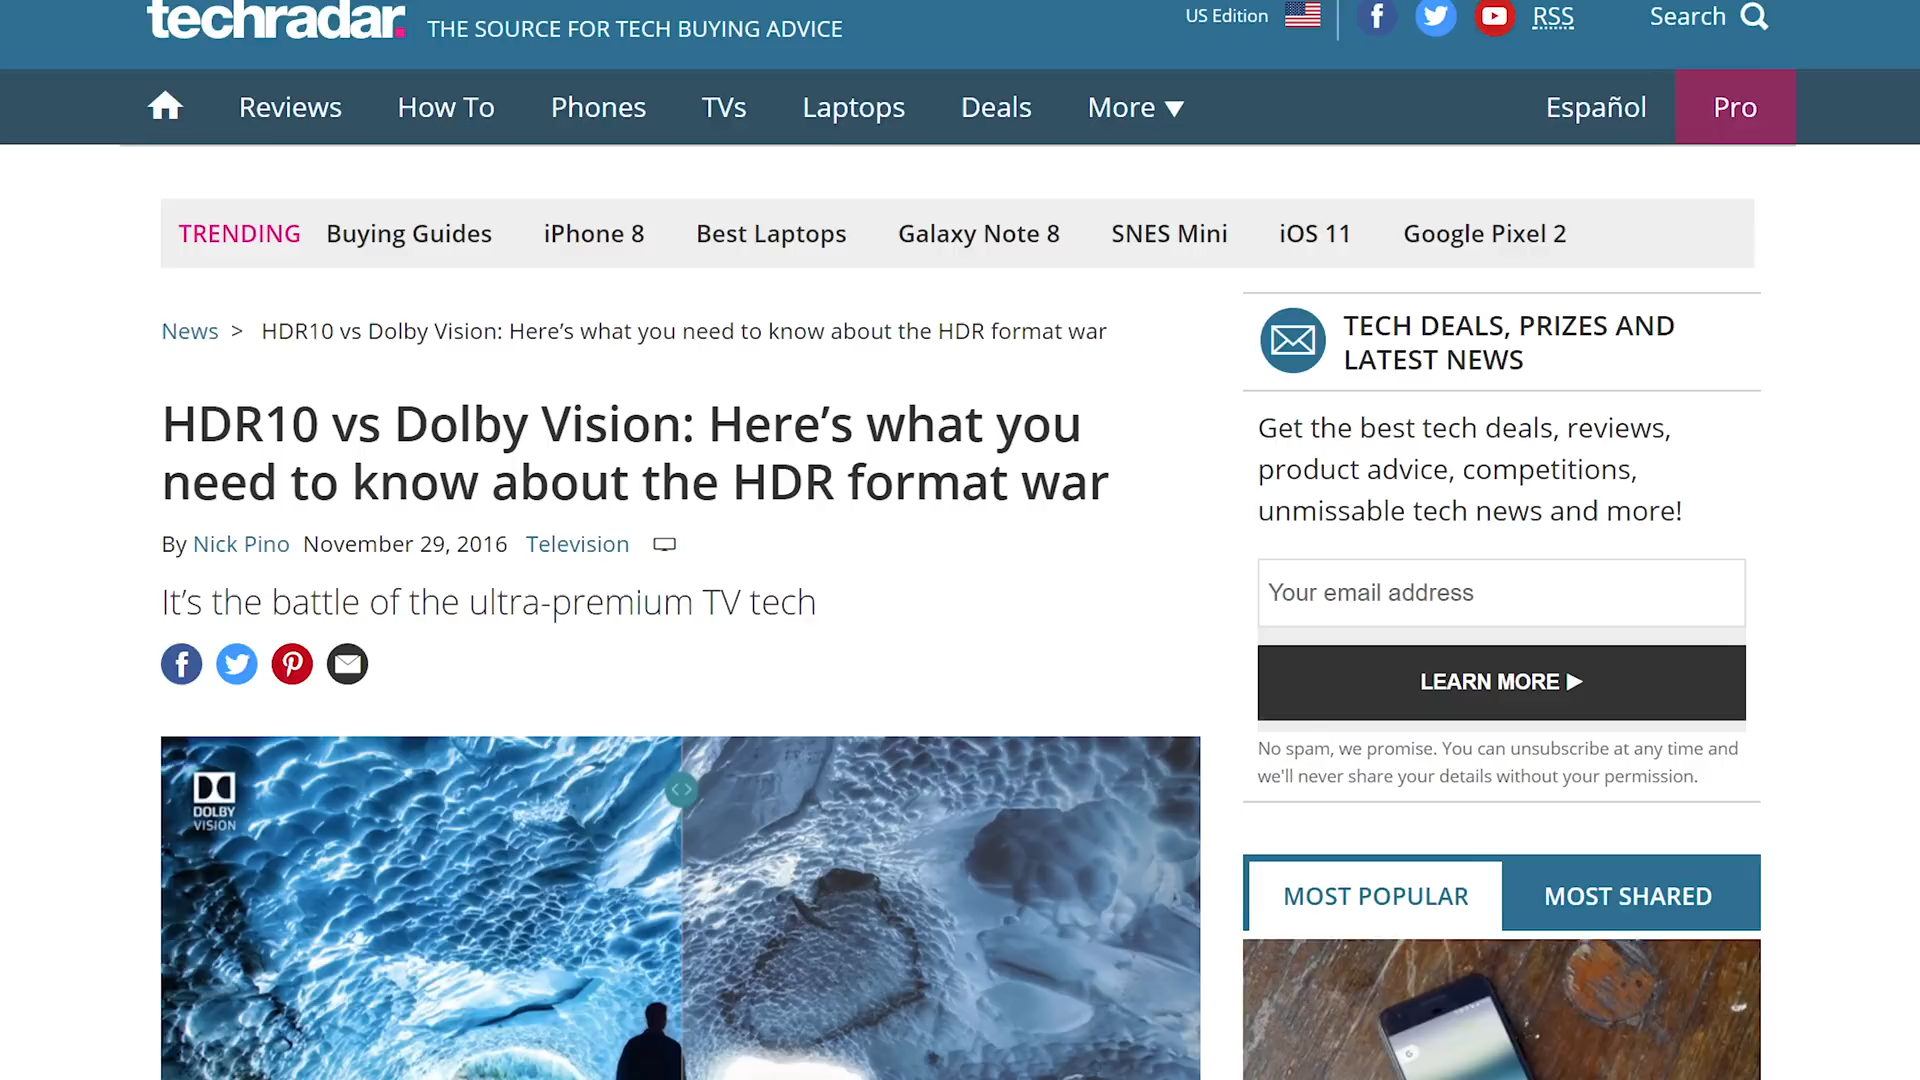 techradar.
THE SOURCE FOR TECH BUYING ADVICE
US Edition
RSS
Search
Reviews
How To
Phones
TVs
Laptops
Deals
More ▼
Español
Pro
TRENDING
Buying Guides
iPhone 8
Best Laptops
Galaxy Note 8
SNES Mini
iOS 11
Google Pixel 2
News > HDR10 vs Dolby Vision: Here’s what you need to know about the HDR format war
HDR10 vs Dolby Vision: Here’s what you
need to know about the HDR format war
By Nick Pino November 29, 2016 Television
It’s the battle of the ultra-premium TV tech
DOLBY
VISION
TECH DEALS, PRIZES AND
LATEST NEWS
Get the best tech deals, reviews,
product advice, competitions,
unmissable tech news and more!
Your email address
LEARN MORE ▶
No spam, we promise. You can unsubscribe at any time and
we'll never share your details without your permission.
MOST POPULAR
MOST SHARED